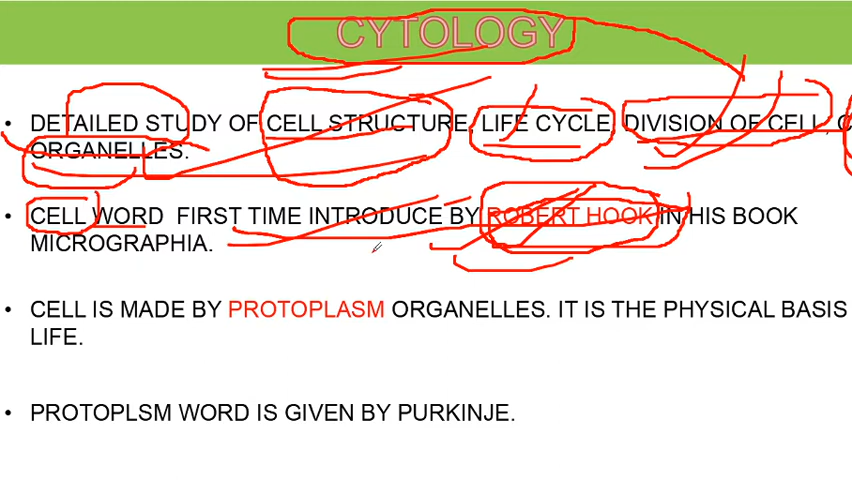 CYTOLOGY
• DETAILED STUDY OF CELL STRUCTURE, LIFE CYCLE, DIVISION OF CELL, C
ORGANELLES.
• CELL WORD FIRST TIME INTRODUCE BY ROBERT HOOK IN HIS BOOK
MICROGRAPHIA.
• CELL IS MADE BY PROTOPLASM ORGANELLES. IT IS THE PHYSICAL BASIS
LIFE.
• PROTOPLSM WORD IS GIVEN BY PURKINJE.